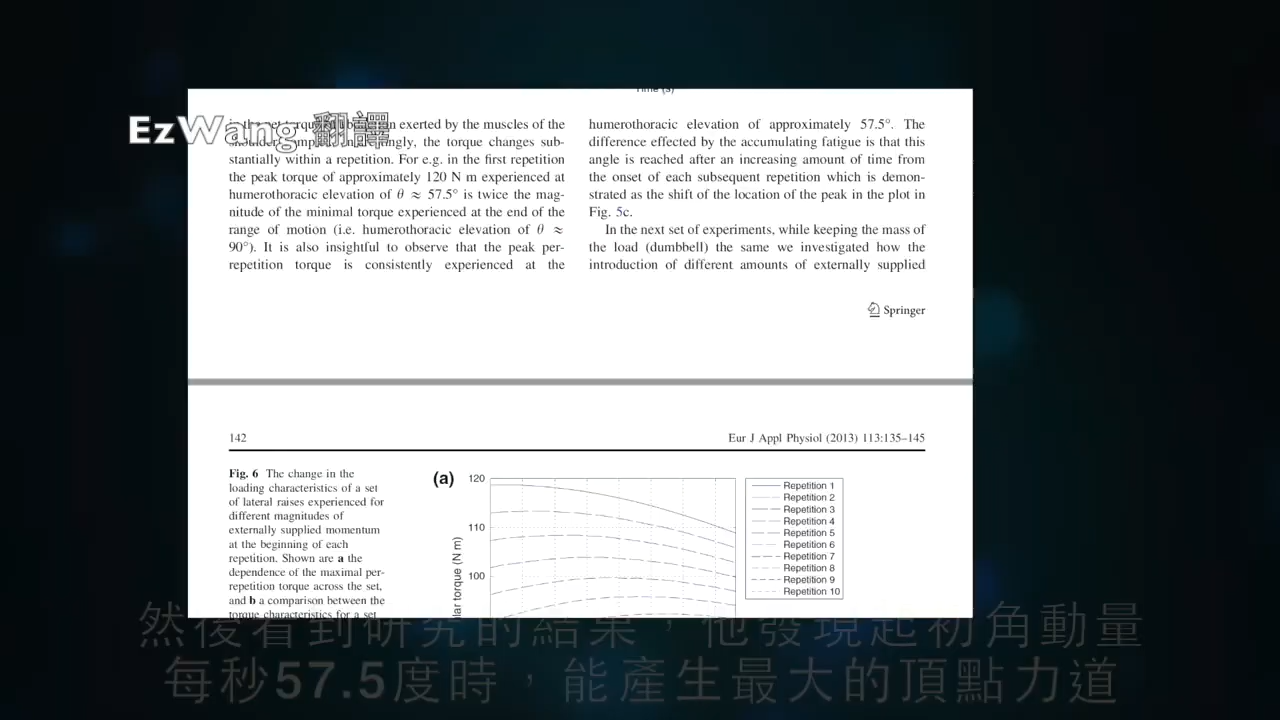 Time (s)
EzWang 翻譯
exerted by the muscles of the
the torque changes sub-
stantially within a repetition. For e.g. in the first repetition
the peak torque of approximately 120 N m experienced at
humerothoracic elevation of θ ≈ 57.5° is twice the mag-
nitude of the minimal torque experienced at the end of the
range of motion (i.e. humerothoracic elevation of θ ≈
90°). It is also insightful to observe that the peak per-
repetition torque is consistently experienced at the
humerothoracic elevation of approximately 57.5°. The
difference effected by the accumulating fatigue is that this
angle is reached after an increasing amount of time from
the onset of each subsequent repetition which is demon-
strated as the shift of the location of the peak in the plot in
Fig. 5c.
In the next set of experiments, while keeping the mass of
the load (dumbbell) the same we investigated how the
introduction of different amounts of externally supplied
Springer
142
Eur J Appl Physiol (2013) 113:135–145
Fig. 6 The change in the
loading characteristics of a set
of lateral raises experienced for
different magnitudes of
externally supplied momentum
at the beginning of each
repetition. Shown are a the
dependence of the maximal per-
repetition torque across the set,
and b a comparison between the
torque characteristics for a set
(a)
120
110
100
lar torque (N m)
Repetition 1
Repetition 2
Repetition 3
Repetition 4
Repetition 5
Repetition 6
Repetition 7
Repetition 8
Repetition 9
Repetition 10
然後看到研究的結果，他發現起初角動量
每秒57.5度時，能產生最大的頂點力道